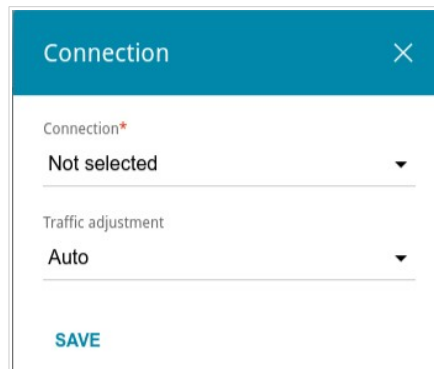 Connection
Connection*
Not selected
Traffic adjustment
Auto
SAVE